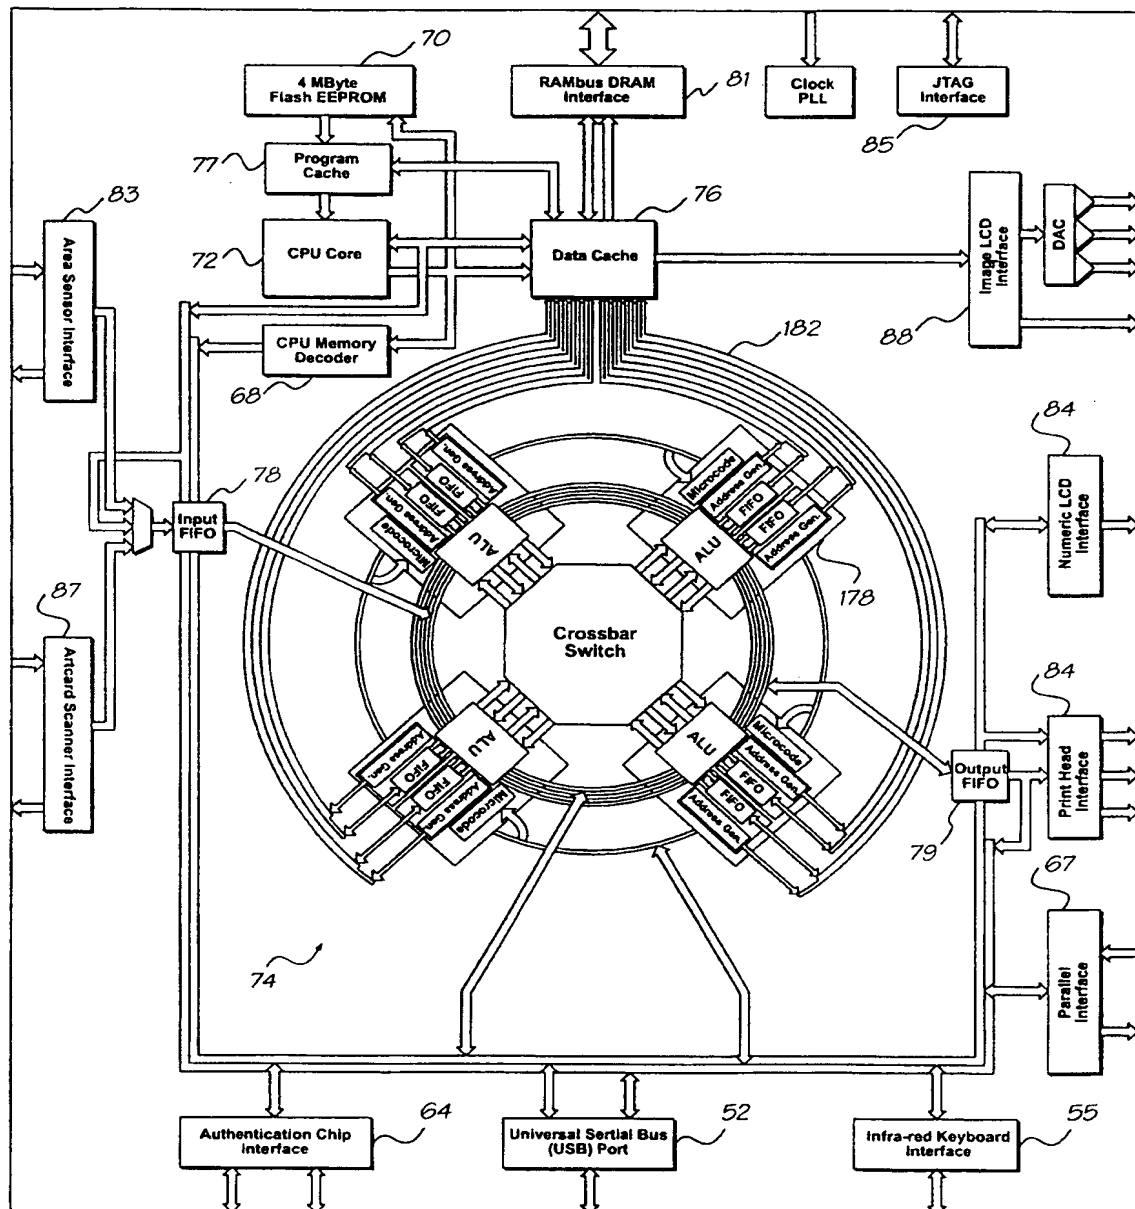 70
4 MByte
Flash EEPROM
RAMbus DRAM
Interface
81
Clock
PLL
JTAG
Interface
85
77
Program
Cache
83
Area Sensor Interface
72
CPU Core
76
Data Cache
Image LCD
Interface
DAC
88
CPU Memory
Decoder
68
182
84
Numeric LCD
Interface
78
Input
FIFO
Address Gen.
FIFO
FIFO
Address Gen.
Microcode
ALU
Microcode
Address Gen.
FIFO
FIFO
Address Gen.
ALU
178
87
Artcard Scanner Interface
Crossbar
Switch
84
Print Head
Interface
Address Gen.
FIFO
FIFO
Address Gen.
Microcode
ALU
ALU
Microcode
Address Gen.
FIFO
FIFO
Address Gen.
Output
FIFO
79
67
Parallel
Interface
74
Authentication Chip
Interface
64
Universal Sertial Bus
(USB) Port
52
Infra-red Keyboard
Interface
55